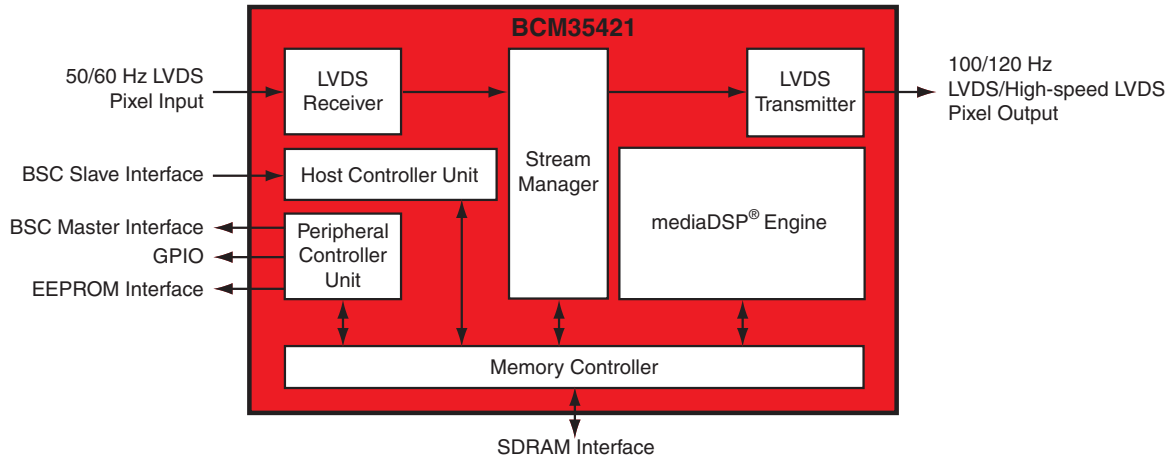 BCM35421
50/60 Hz LVDS
Pixel Input
LVDS
Receiver
Stream
Manager
LVDS
Transmitter
100/120 Hz
LVDS/High-speed LVDS
Pixel Output
BSC Slave Interface
Host Controller Unit
mediaDSP® Engine
BSC Master Interface
GPIO
EEPROM Interface
Peripheral
Controller
Unit
Memory Controller
SDRAM Interface